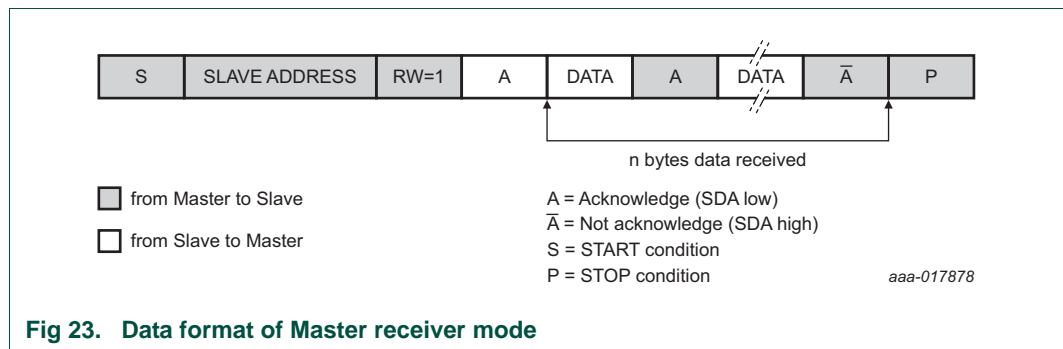 S SLAVE ADDRESS RW=1 A DATA A DATA A̅ P
n bytes data received
from Master to Slave
from Slave to Master
A = Acknowledge (SDA low)
A̅ = Not acknowledge (SDA high)
S = START condition
P = STOP condition
aaa-017878
Fig 23. Data format of Master receiver mode